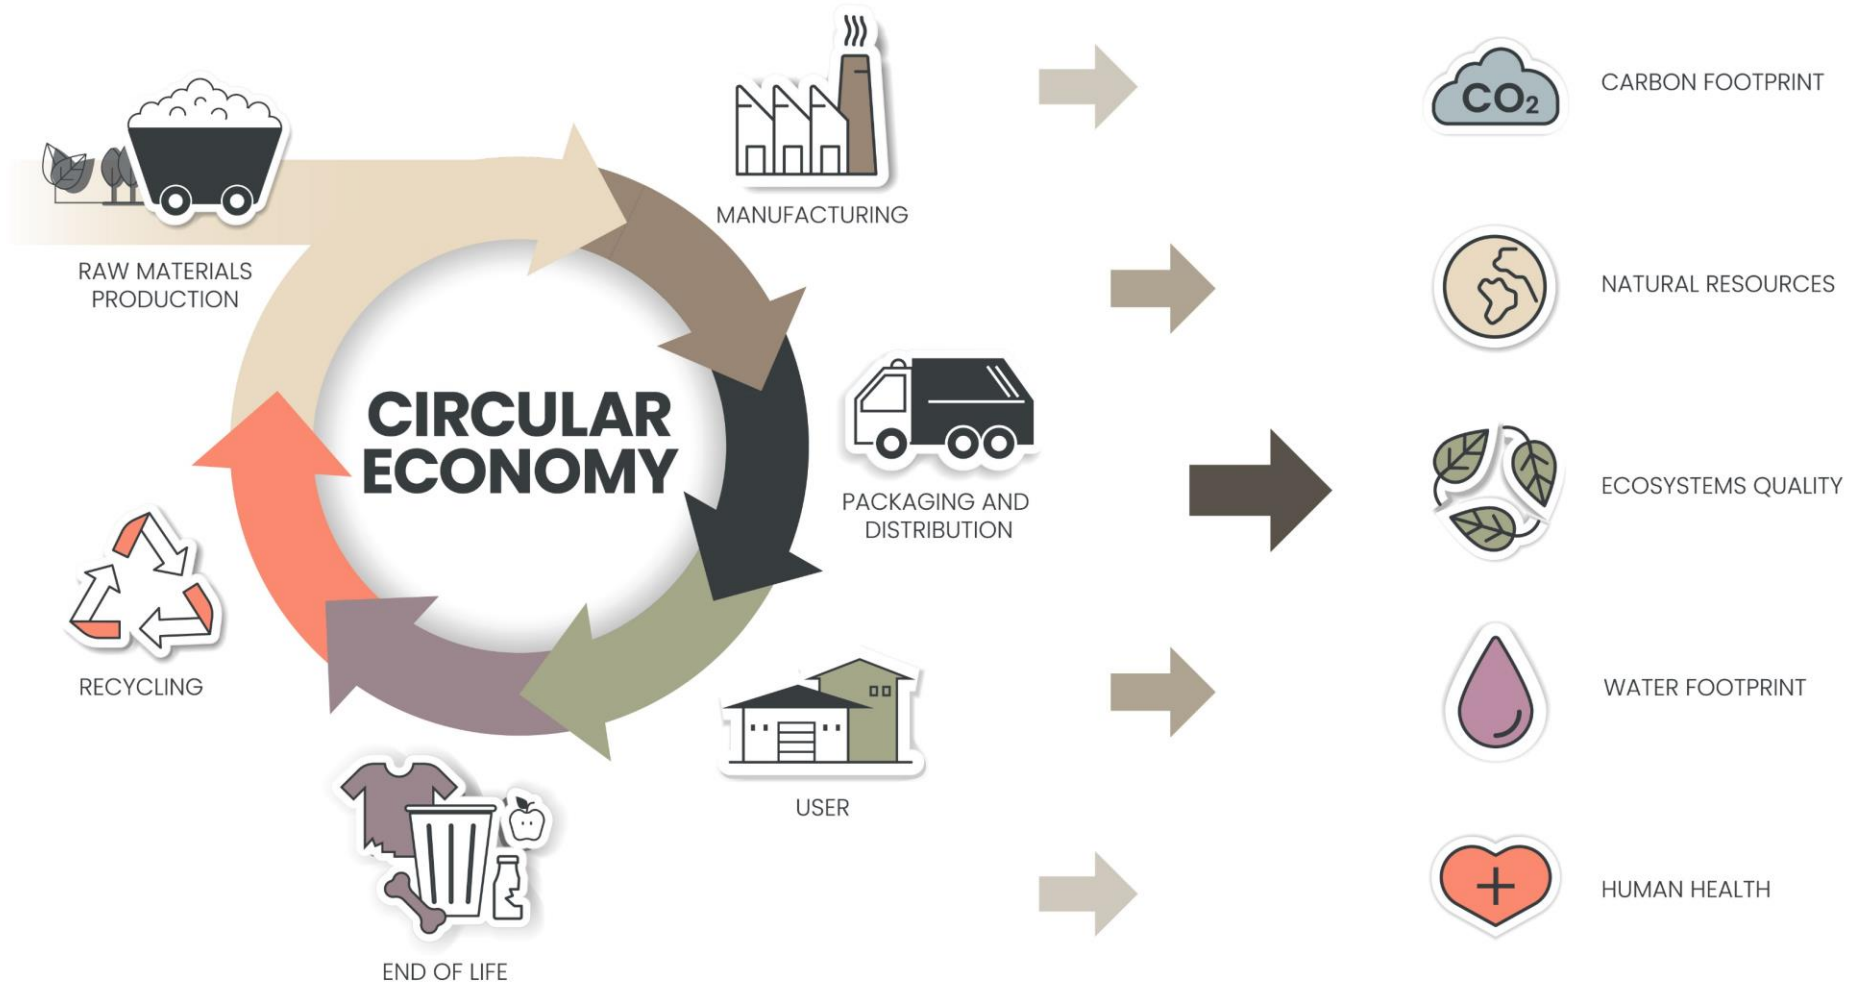 CIRCULAR
ECONOMY
RAW MATERIALS
PRODUCTION
MANUFACTURING
PACKAGING AND
DISTRIBUTION
USER
END OF LIFE
RECYCLING
CO₂
CARBON FOOTPRINT
NATURAL RESOURCES
ECOSYSTEMS QUALITY
WATER FOOTPRINT
HUMAN HEALTH